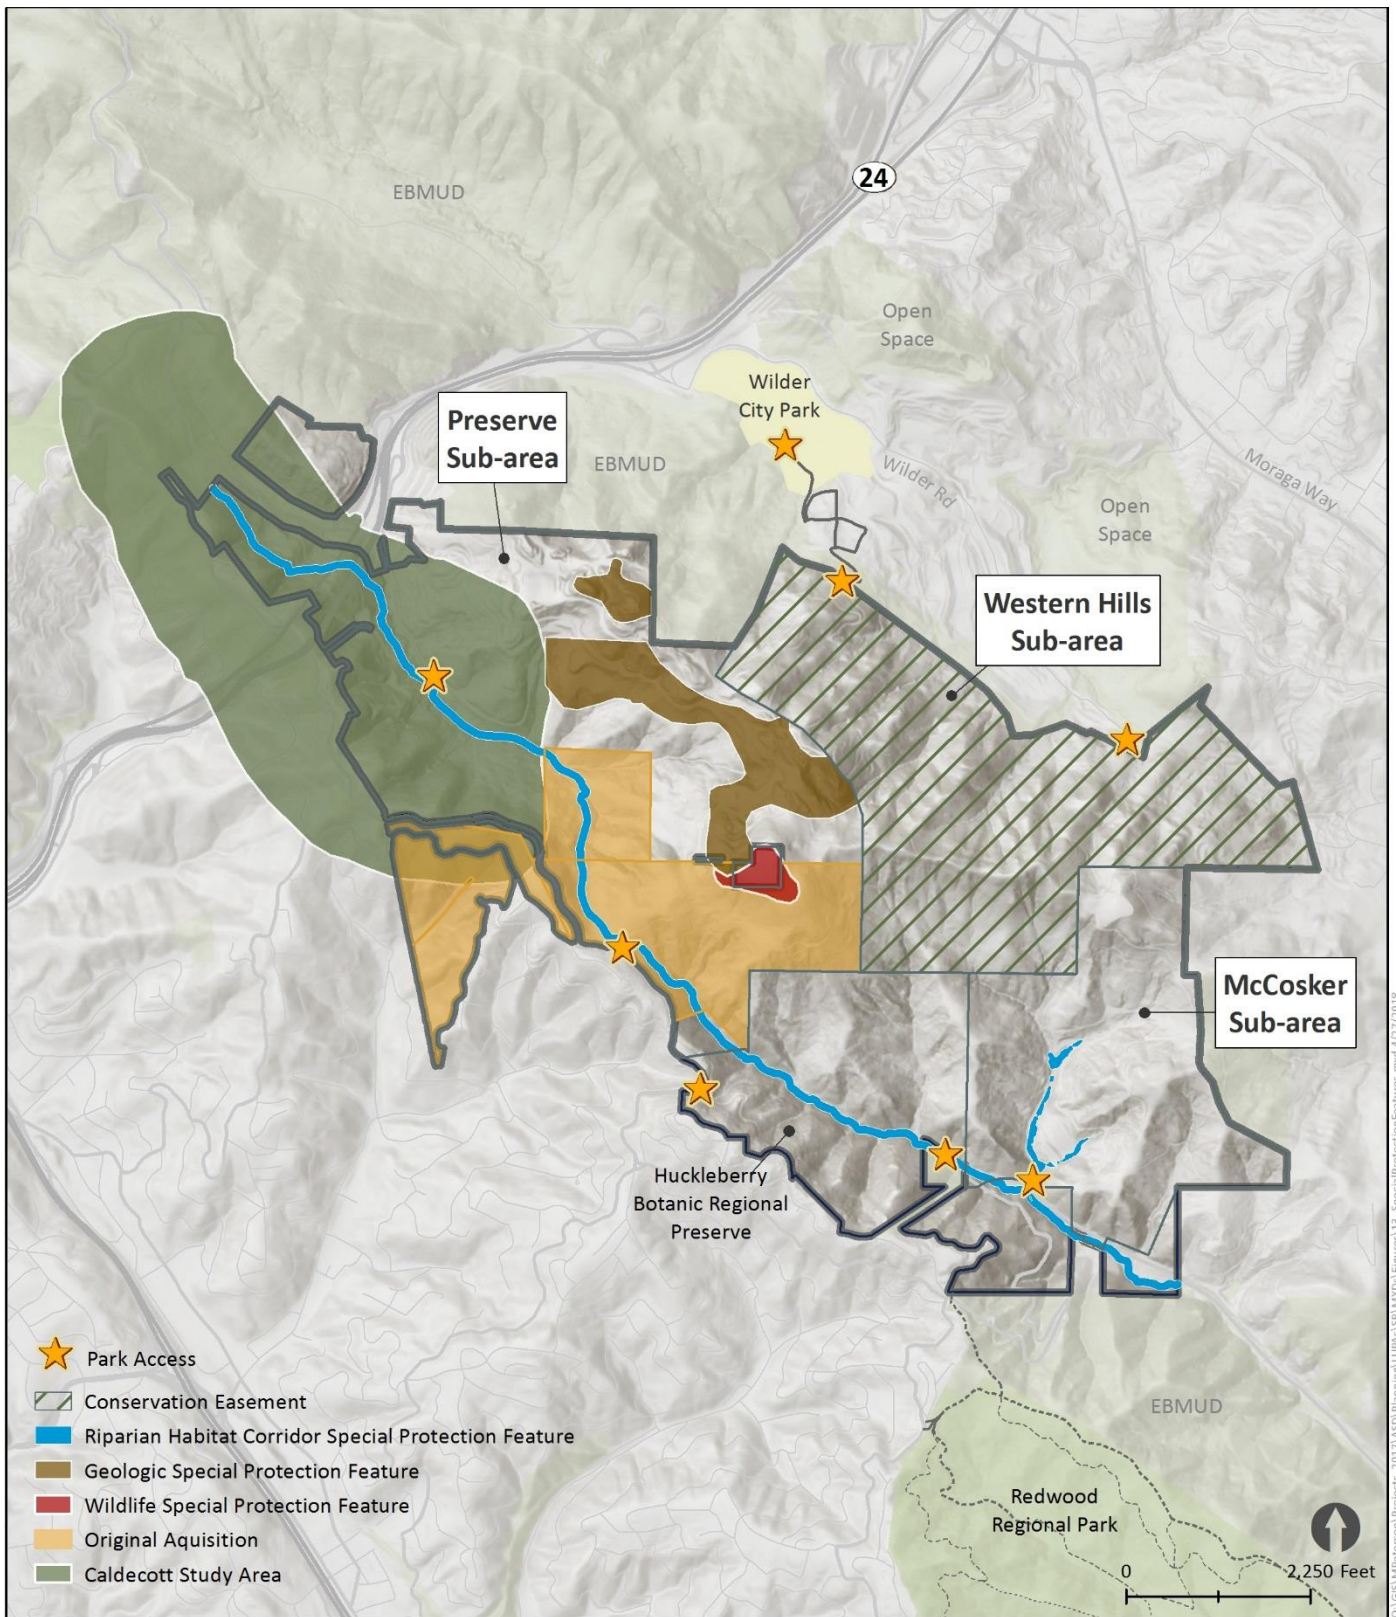 EBMUD
24
Open
Space
Wilder
City Park
Preserve
Sub-area
EBMUD
Wilder Rd
Moraga Way
Open
Space
Western Hills
Sub-area
McCosker
Sub-area
Huckleberry
Botanic Regional
Preserve
EBMUD
Redwood
Regional Park
Park Access
Conservation Easement
Riparian Habitat Corridor Special Protection Feature
Geologic Special Protection Feature
Wildlife Special Protection Feature
Original Aquisition
Caldecott Study Area
0
2,250 Feet